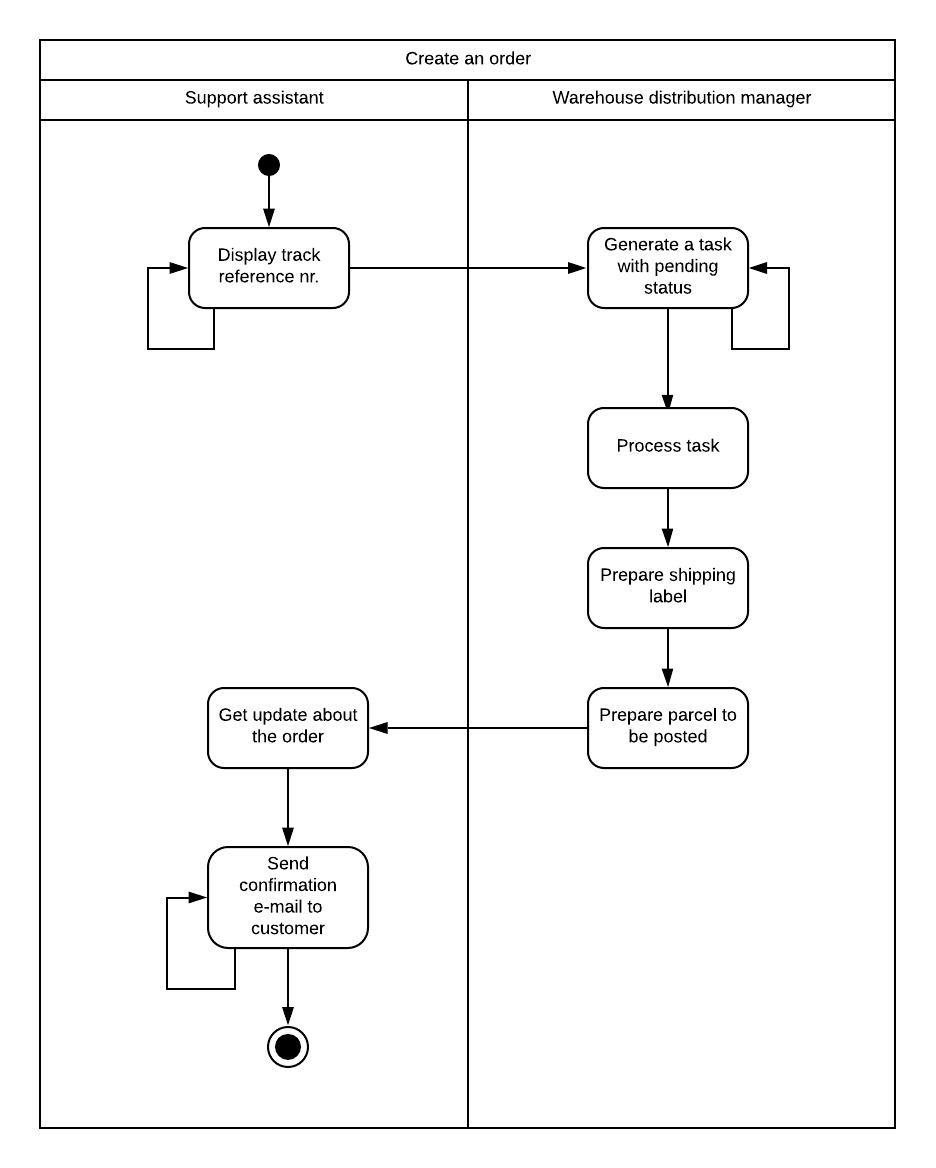 Create an order
Support assistant
Warehouse distribution manager
Display track
reference nr.
Generate a task
with pending
status
Process task
Prepare shipping
label
Prepare parcel to
be posted
Get update about
the order
Send
confirmation
e-mail to
customer